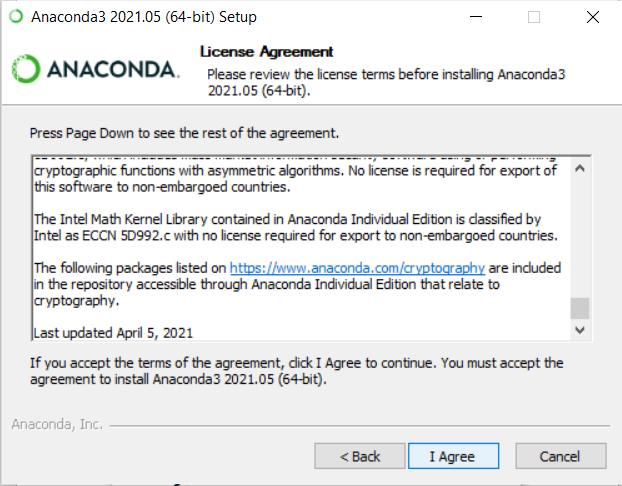 Anaconda3 2021.05 (64-bit) Setup
License Agreement
ANACONDA.
Please review the license terms before installing Anaconda3
2021.05 (64-bit).
Press Page Down to see the rest of the agreement.
cryptographic functions with asymmetric algorithms. No license is required for export of
this software to non-embargoed countries.
The Intel Math Kernel Library contained in Anaconda Individual Edition is classified by
Intel as ECCN 5D992.c with no license required for export to non-embargoed countries.
The following packages listed on https://www.anaconda.com/cryptography are included
in the repository accessible through Anaconda Individual Edition that relate to
cryptography.
Last updated April 5, 2021
If you accept the terms of the agreement, click I Agree to continue. You must accept the
agreement to install Anaconda3 2021.05 (64-bit).
Anaconda, Inc.
< Back
I Agree
Cancel